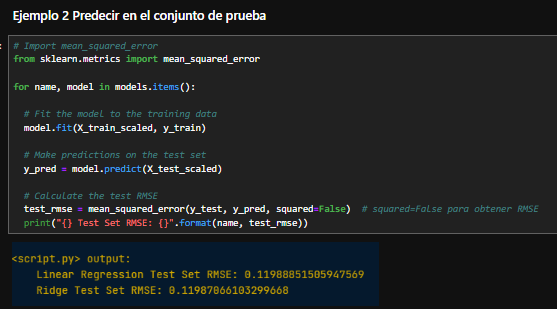 Ejemplo 2 Predecir en el conjunto de prueba
# Import mean_squared_error
from sklearn.metrics import mean_squared_error
for name, model in models.items():
# Fit the model to the training data
model.fit(X_train_scaled, y_train)
# Make predictions on the test set
y_pred = model.predict(X_test_scaled)
# Calculate the test RMSE
test_rmse = mean_squared_error(y_test, y_pred, squared=False)  # squared=False para obtener RMSE
print("{} Test Set RMSE: {}".format(name, test_rmse))
<script.py> output:
Linear Regression Test Set RMSE: 0.11988851505947569
Ridge Test Set RMSE: 0.11987066103299668